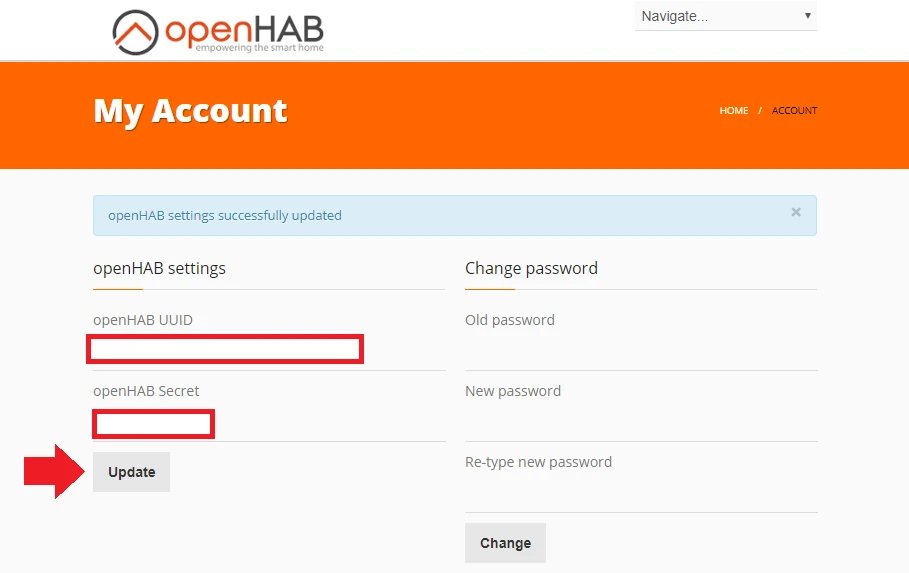 openHAB
empowering the smart home
Navigate...
My Account
HOME / ACCOUNT
openHAB settings successfully updated
×
openHAB settings
Change password
openHAB UUID
Old password
openHAB Secret
New password
Update
Re-type new password
Change